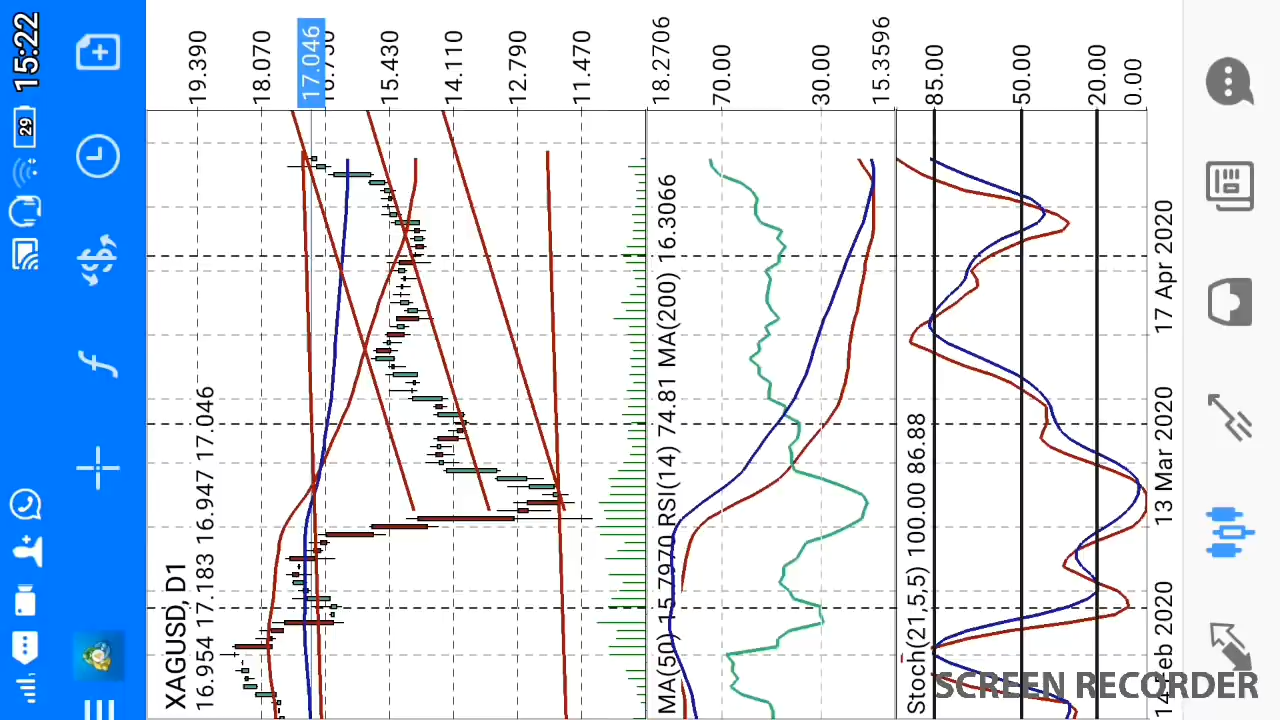 15:22
29
XAGUSD, D1
16.954 17.183 16.947 17.046
19.390
18.070
17.046
15.430
14.110
12.790
11.470
MA(50) 15.7970 RSI(14) 74.81 MA(200) 16.3066
18.2706
70.00
30.00
15.3596
Stoch(21,5,5) 100.00 86.88
85.00
50.00
20.00
0.00
14 Feb 2020
13 Mar 2020
17 Apr 2020
SCREEN RECORDER